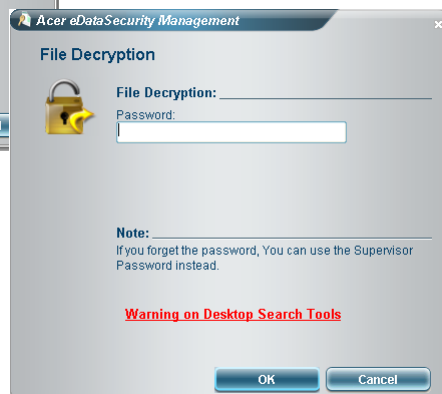 Acer eDataSecurity Management
File Decryption
File Decryption:
Password:
Note:
If you forget the password, You can use the Supervisor
Password instead.
Warning on Desktop Search Tools
OK
Cancel